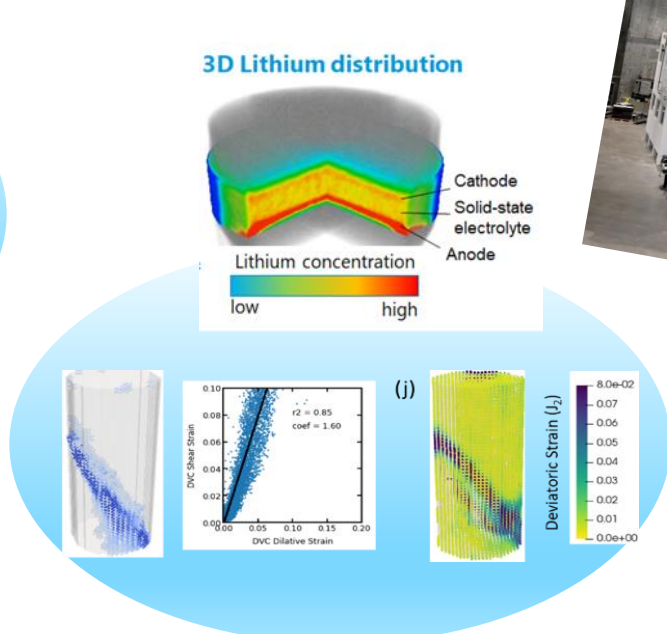 3D Lithium distribution
Cathode
Solid-state
electrolyte
Anode
Lithium concentration
low
high
0.10
0.08
0.06
0.04
0.02
0.00
DVC Shear Strain
r2 = 0.85
coef = 1.60
0.00
0.05
0.10
0.15
0.20
DVC Dilative Strain
(j)
Deviatoric Strain (J₂)
8.0e-02
0.07
0.06
0.05
0.04
0.03
0.02
0.01
0.0e+00